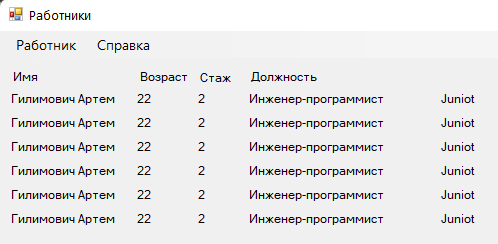 Работники
Работник Справка
Имя Возраст Стаж Должность
Гилимович Артем 22 2 Инженер-программист Juniot
Гилимович Артем 22 2 Инженер-программист Juniot
Гилимович Артем 22 2 Инженер-программист Juniot
Гилимович Артем 22 2 Инженер-программист Juniot
Гилимович Артем 22 2 Инженер-программист Juniot
Гилимович Артем 22 2 Инженер-программист Juniot